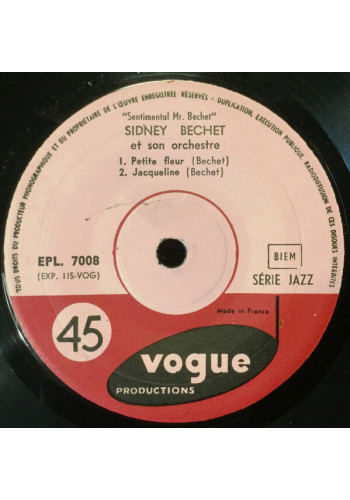 TOUS DROITS DU PRODUCTEUR PHONOGRAPHIQUE ET DU PROPRIÉTAIRE DE L'ŒUVRE ENREGISTRÉE RÉSERVÉS - DUPLICATION, EXÉCUTION PUBLIQUE, RADIODIFFUSION DE CES DISQUES INTERDITES
"Sentimental Mr. Bechet"
SIDNEY BECHET
et son orchestre
1. Petite fleur (Bechet)
2. Jacqueline (Bechet)
EPL. 7008
(EXP. 115-VOG)
BIEM
SÉRIE JAZZ
Made in France
45
vogue
PRODUCTIONS